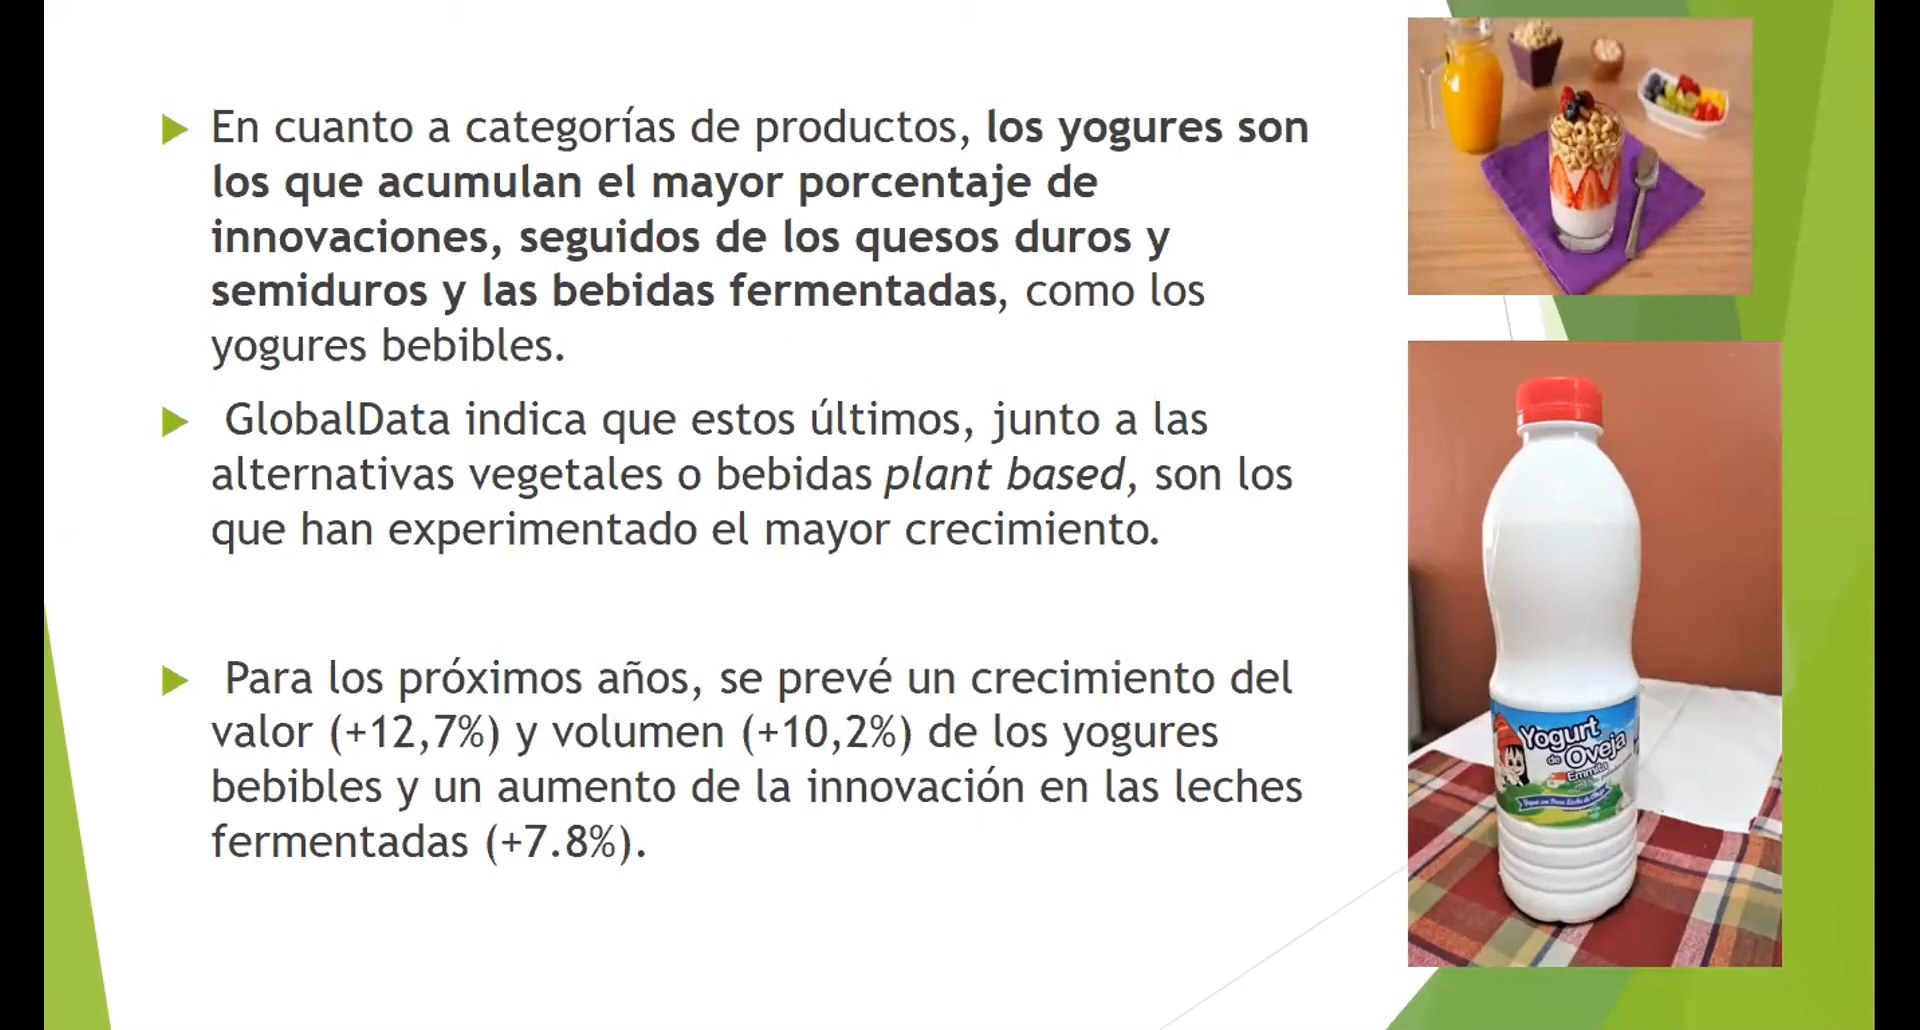 En cuanto a categorías de productos, los yogures son
los que acumulan el mayor porcentaje de
innovaciones, seguidos de los quesos duros y
semiduros y las bebidas fermentadas, como los
yogures bebibles.
GlobalData indica que estos últimos, junto a las
alternativas vegetales o bebidas plant based, son los
que han experimentado el mayor crecimiento.
Para los próximos años, se prevé un crecimiento del
valor (+12,7%) y volumen (+10,2%) de los yogures
bebibles y un aumento de la innovación en las leches
fermentadas (+7.8%).
Yogurt
de Oveja
Emmita